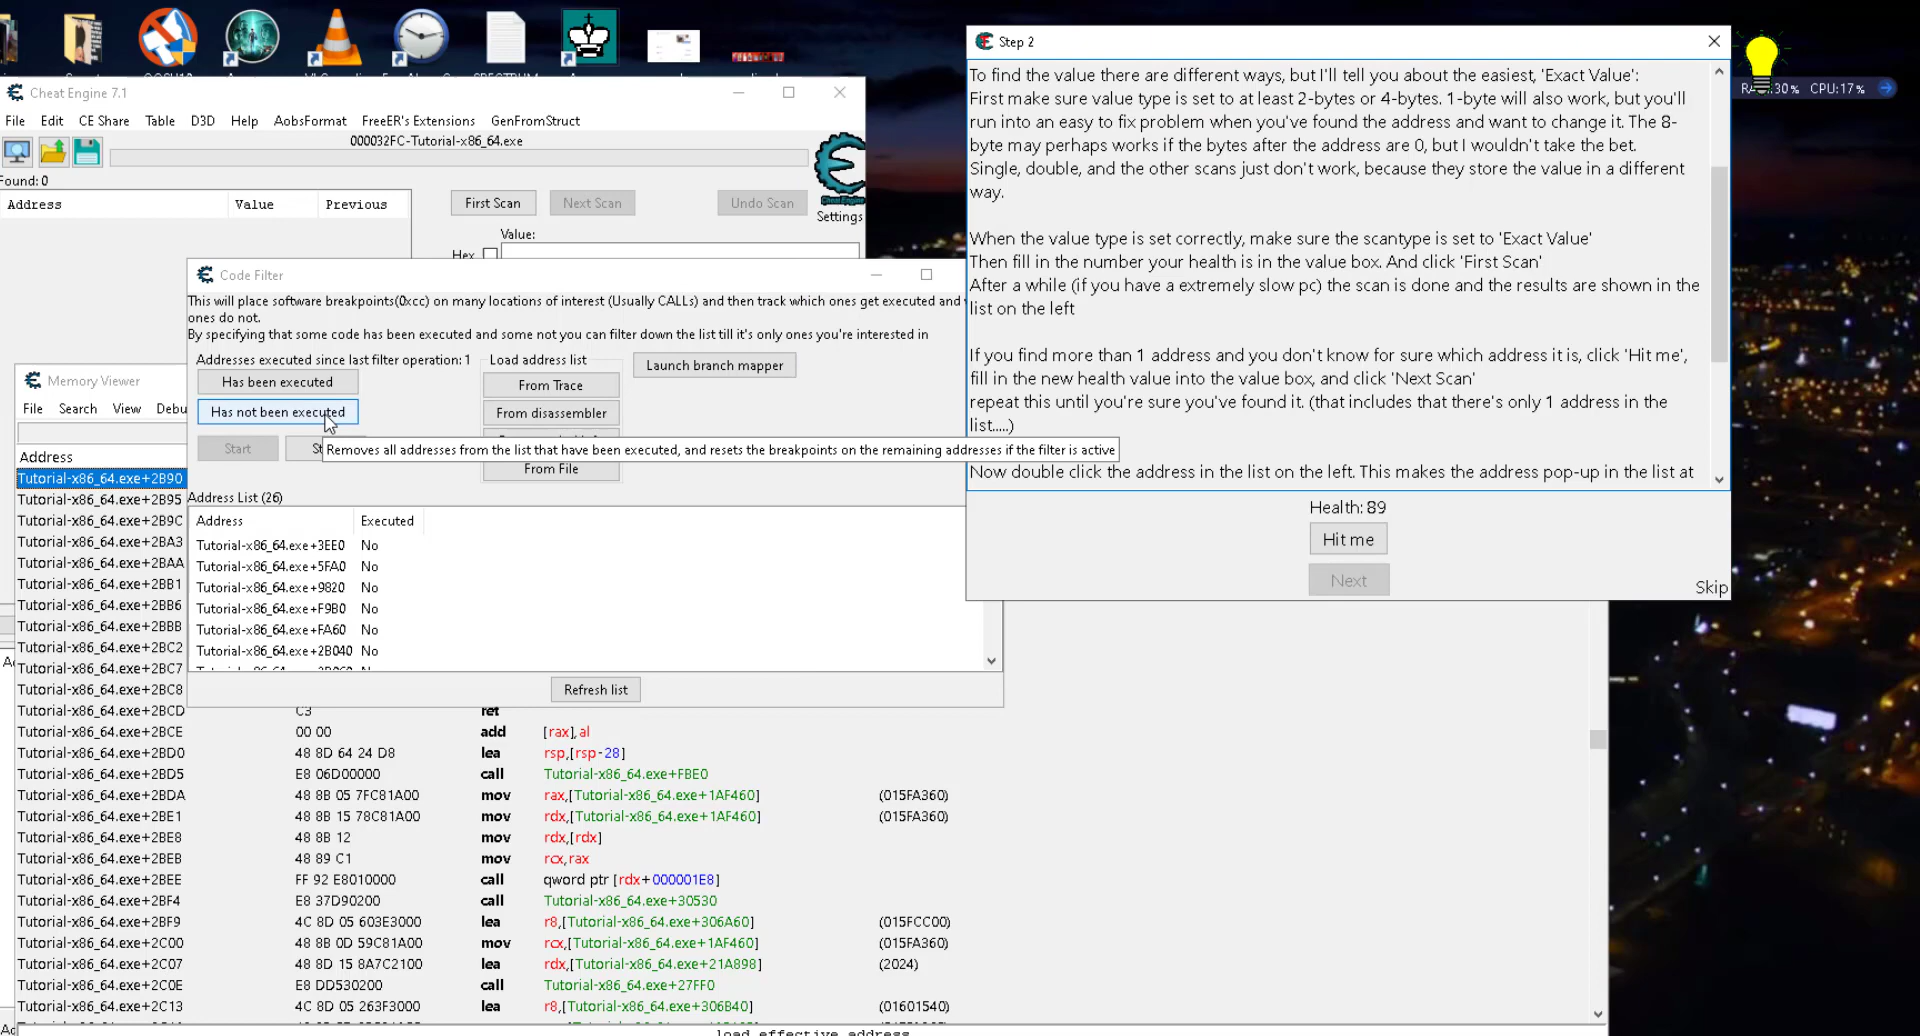 Cheat Engine 7.1
File Edit CE Share Table D3D Help AobsFormat FreeER's Extensions GenFromStruct
000032FC-Tutorial-x86_64.exe
Found: 0
Address Value Previous
First Scan Next Scan Undo Scan
Settings
Value:
Hex
Code Filter
This will place software breakpoints(0xcc) on many locations of interest (Usually CALLs) and then track which ones get executed and
ones do not.
By specifying that some code has been executed and some not you can filter down the list till it's only ones you're interested in
Addresses executed since last filter operation: 1
Load address list
Launch branch mapper
Has been executed
From Trace
Has not been executed
From disassembler
Start
Removes all addresses from the list that have been executed, and resets the breakpoints on the remaining addresses if the filter is active
From File
Address List (26)
Address Executed
Tutorial-x86_64.exe+3EE0 No
Tutorial-x86_64.exe+5FA0 No
Tutorial-x86_64.exe+9820 No
Tutorial-x86_64.exe+F9B0 No
Tutorial-x86_64.exe+FA60 No
Tutorial-x86_64.exe+2B040 No
Refresh list
Memory Viewer
File Search View Debu
Address
Tutorial-x86_64.exe+2B90
Tutorial-x86_64.exe+2B95
Tutorial-x86_64.exe+2B9C
Tutorial-x86_64.exe+2BA3
Tutorial-x86_64.exe+2BAA
Tutorial-x86_64.exe+2BB1
Tutorial-x86_64.exe+2BB6
Tutorial-x86_64.exe+2BBB
Tutorial-x86_64.exe+2BC2
Tutorial-x86_64.exe+2BC7
Tutorial-x86_64.exe+2BC8
Tutorial-x86_64.exe+2BCD C3 ret
Tutorial-x86_64.exe+2BCE 00 00 add [rax],al
Tutorial-x86_64.exe+2BD0 48 8D 64 24 D8 lea rsp,[rsp-28]
Tutorial-x86_64.exe+2BD5 E8 06D00000 call Tutorial-x86_64.exe+FBE0
Tutorial-x86_64.exe+2BDA 48 8B 05 7FC81A00 mov rax,[Tutorial-x86_64.exe+1AF460] (015FA360)
Tutorial-x86_64.exe+2BE1 48 8B 15 78C81A00 mov rdx,[Tutorial-x86_64.exe+1AF460] (015FA360)
Tutorial-x86_64.exe+2BE8 48 8B 12 mov rdx,[rdx]
Tutorial-x86_64.exe+2BEB 48 89 C1 mov rcx,rax
Tutorial-x86_64.exe+2BEE FF 92 E8010000 call qword ptr [rdx+000001E8]
Tutorial-x86_64.exe+2BF4 E8 37D90200 call Tutorial-x86_64.exe+30530
Tutorial-x86_64.exe+2BF9 4C 8D 05 603E3000 lea r8,[Tutorial-x86_64.exe+306A60] (015FCC00)
Tutorial-x86_64.exe+2C00 48 8B 0D 59C81A00 mov rcx,[Tutorial-x86_64.exe+1AF460] (015FA360)
Tutorial-x86_64.exe+2C07 48 8D 15 8A7C2100 lea rdx,[Tutorial-x86_64.exe+21A898] (2024)
Tutorial-x86_64.exe+2C0E E8 DD530200 call Tutorial-x86_64.exe+27FF0
Tutorial-x86_64.exe+2C13 4C 8D 05 263F3000 lea r8,[Tutorial-x86_64.exe+306B40] (01601540)
load effective address
Step 2
To find the value there are different ways, but I'll tell you about the easiest, 'Exact Value':
First make sure value type is set to at least 2-bytes or 4-bytes. 1-byte will also work, but you'll
run into an easy to fix problem when you've found the address and want to change it. The 8-
byte may perhaps works if the bytes after the address are 0, but I wouldn't take the bet.
Single, double, and the other scans just don't work, because they store the value in a different
way.
When the value type is set correctly, make sure the scantype is set to 'Exact Value'
Then fill in the number your health is in the value box. And click 'First Scan'
After a while (if you have a extremely slow pc) the scan is done and the results are shown in the
list on the left
If you find more than 1 address and you don't know for sure which address it is, click 'Hit me',
fill in the new health value into the value box, and click 'Next Scan'
repeat this until you're sure you've found it. (that includes that there's only 1 address in the
list.....)
Now double click the address in the list on the left. This makes the address pop-up in the list at
Health: 89
Hit me
Next
Skip
30% CPU:17%